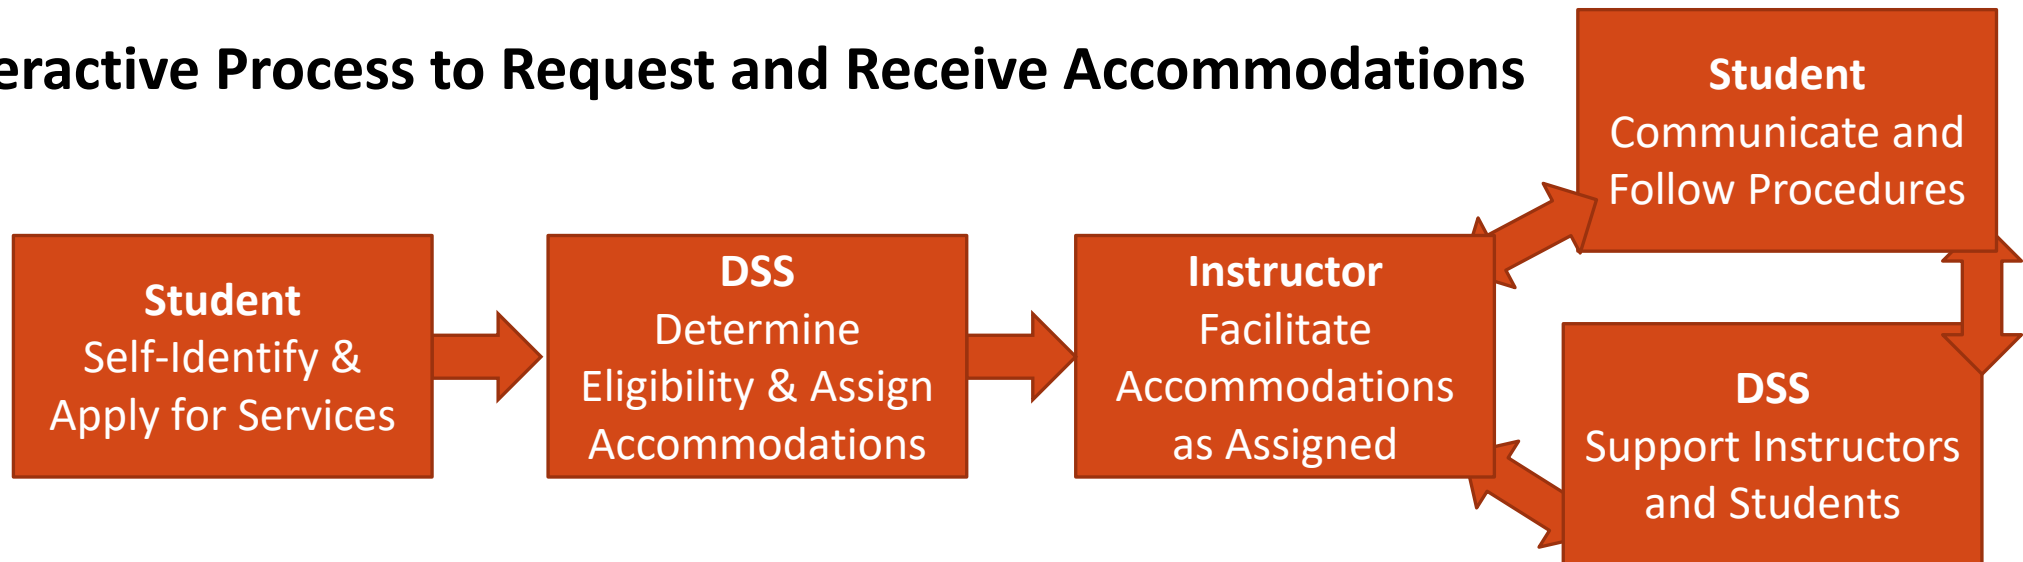 eractive Process to Request and Receive Accommodations
Student
Self-Identify &
Apply for Services
DSS
Determine
Eligibility & Assign
Accommodations
Instructor
Facilitate
Accommodations
as Assigned
Student
Communicate and
Follow Procedures
DSS
Support Instructors
and Students